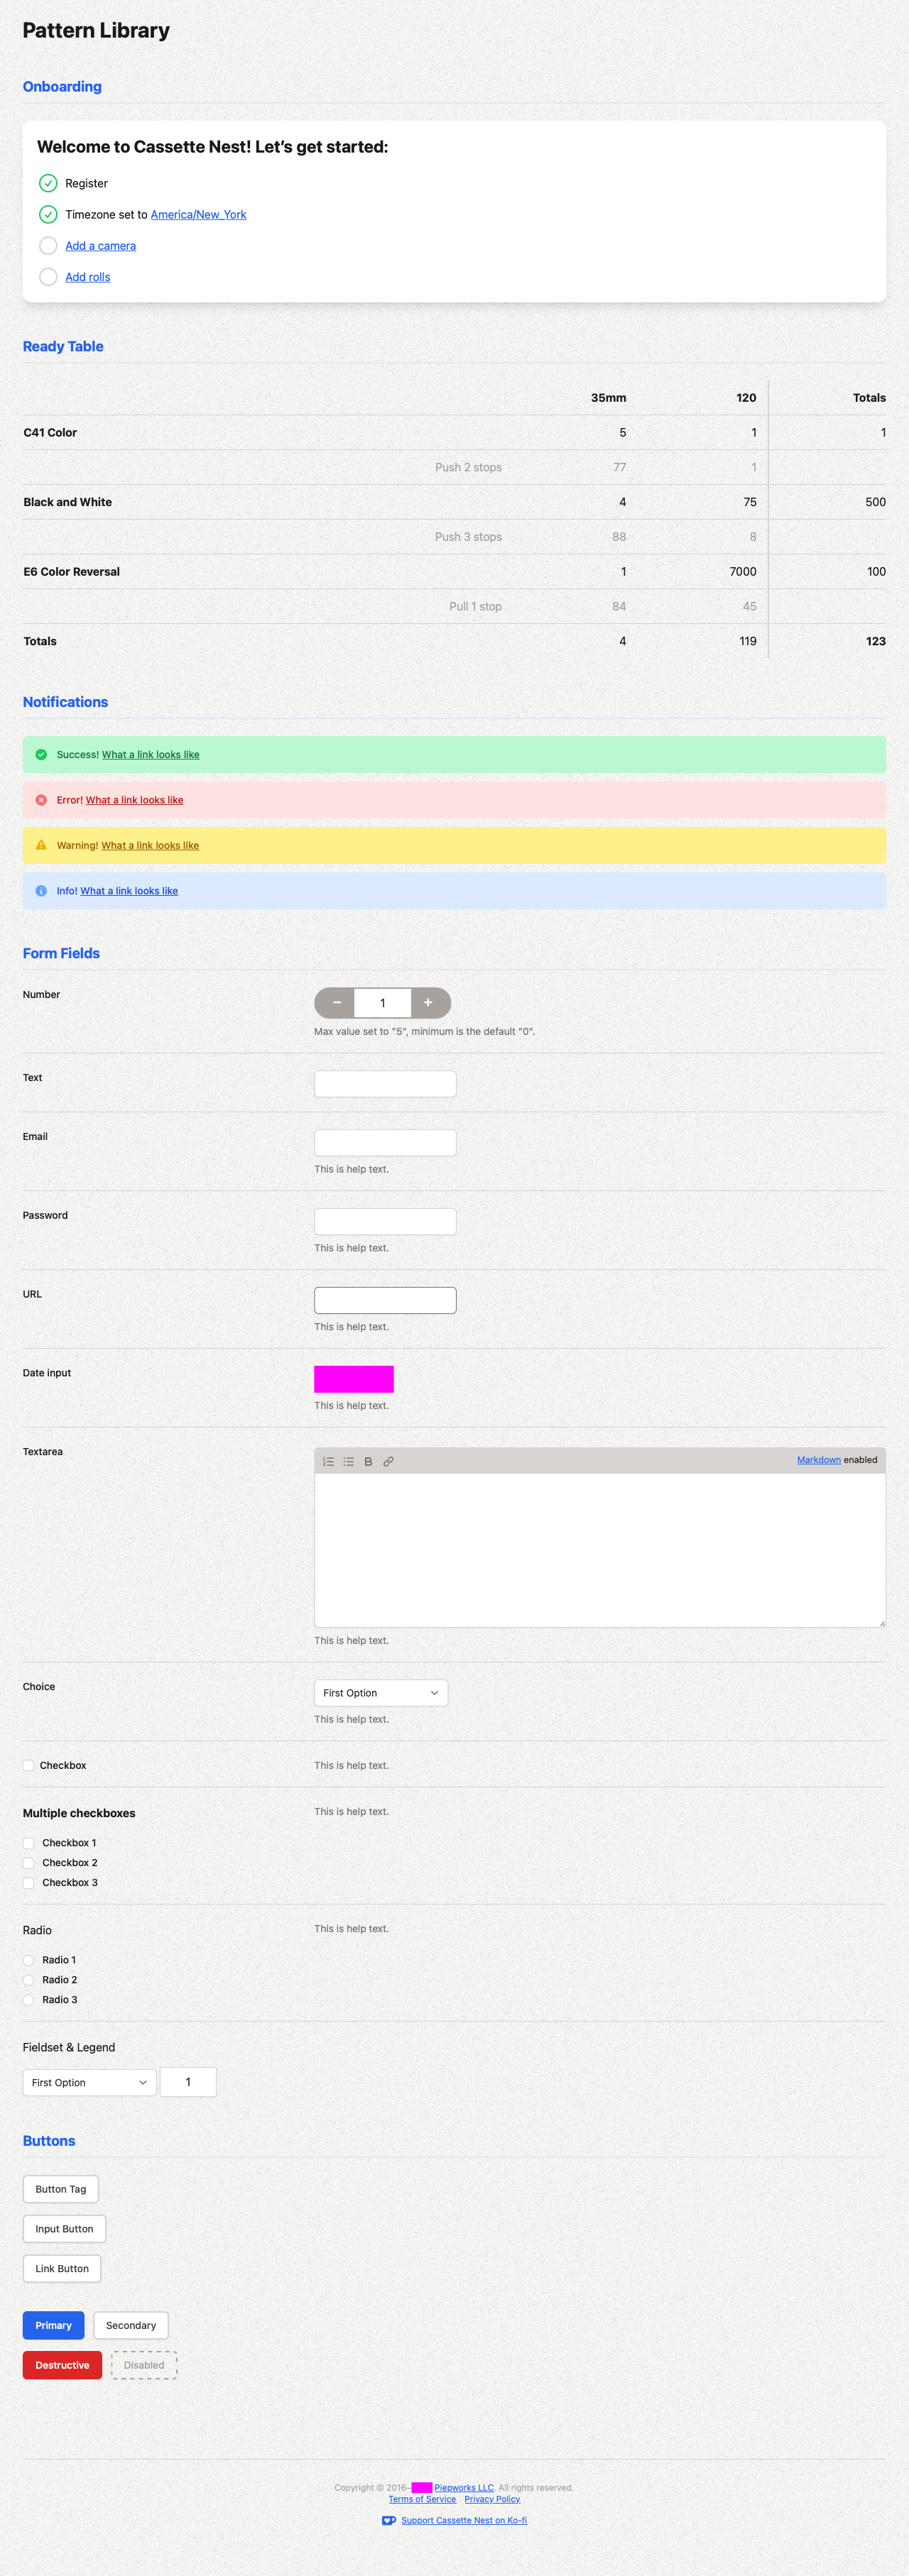 Pattern Library
Onboarding
Welcome to Cassette Nest! Let’s get started:
Register
Timezone set to America/New_York
Add a camera
Add rolls
Ready Table
35mm 120 Totals
C41 Color 5 1 1
Push 2 stops 77 1
Black and White 4 75 500
Push 3 stops 88 8
E6 Color Reversal 1 7000 100
Pull 1 stop 84 45
Totals 4 119 123
Notifications
Success! What a link looks like
Error! What a link looks like
Warning! What a link looks like
Info! What a link looks like
Form Fields
Number
1
Max value set to "5", minimum is the default "0".
Text
Email
This is help text.
Password
This is help text.
URL
This is help text.
Date input
This is help text.
Textarea
Markdown enabled
This is help text.
Choice
First Option
This is help text.
Checkbox
This is help text.
Multiple checkboxes
This is help text.
Checkbox 1
Checkbox 2
Checkbox 3
Radio
This is help text.
Radio 1
Radio 2
Radio 3
Fieldset & Legend
First Option 1
Buttons
Button Tag
Input Button
Link Button
Primary Secondary
Destructive Disabled
Copyright © 2016– Piepworks LLC. All rights reserved.
Terms of Service Privacy Policy
Support Cassette Nest on Ko-fi